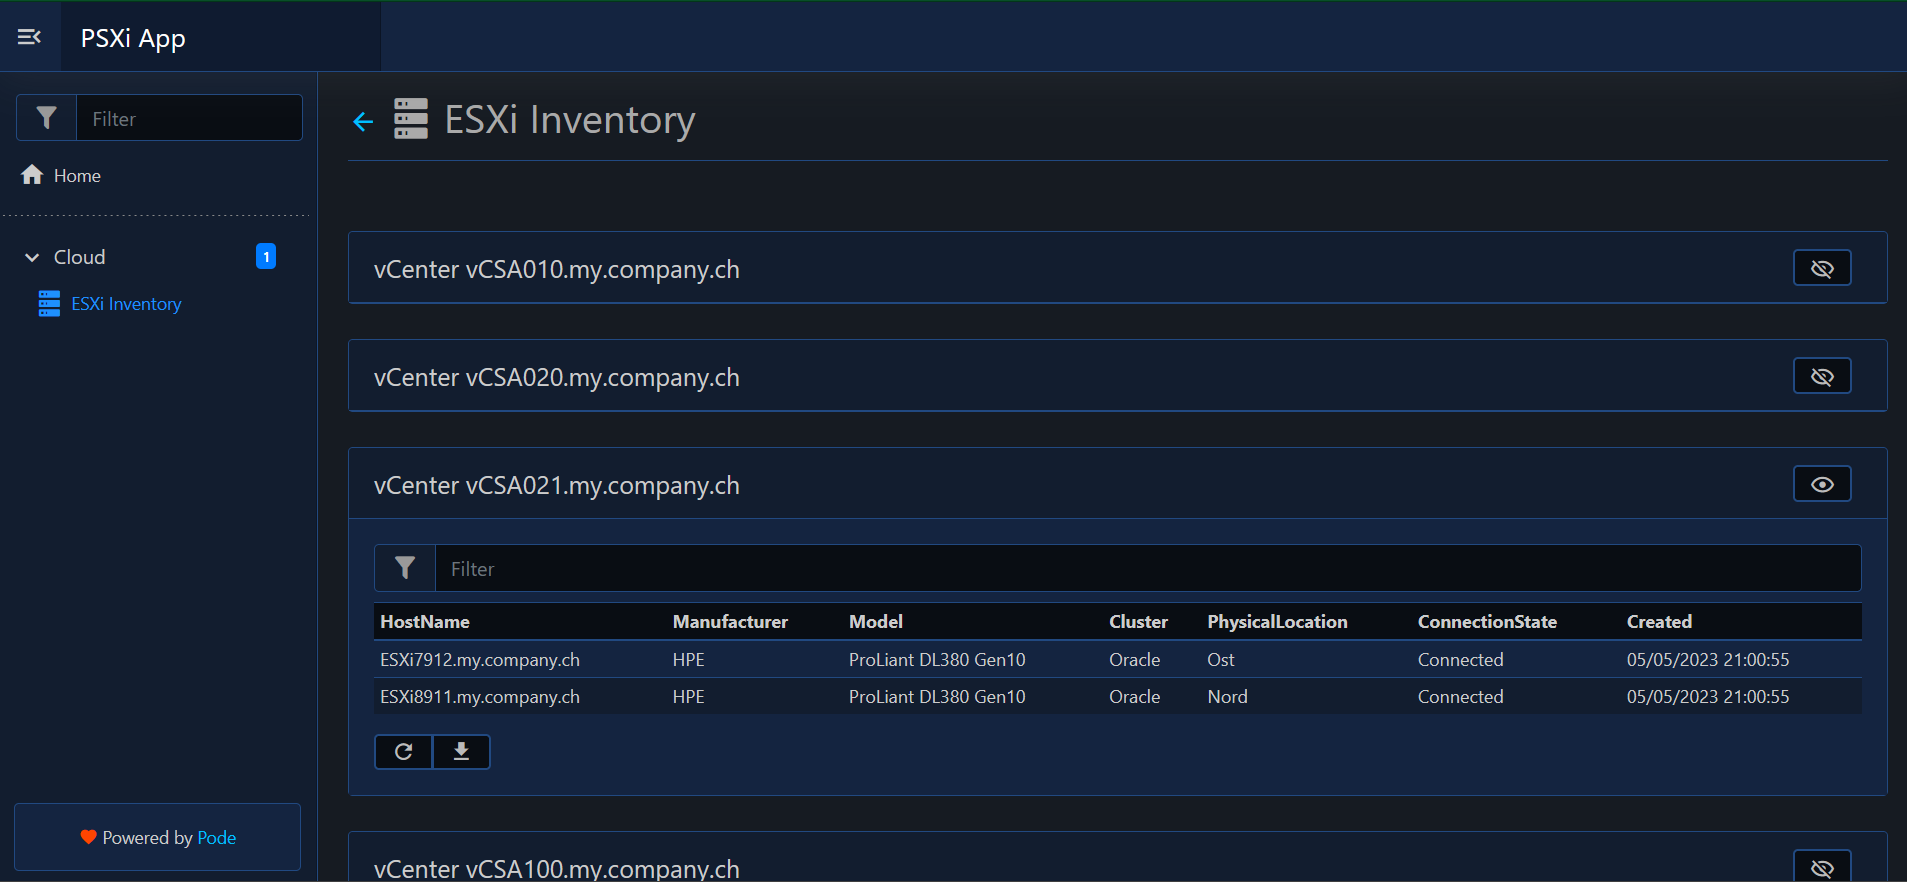 PSXi App
Filter
Home
Cloud 1
ESXi Inventory
Powered by Pode
ESXi Inventory
vCenter vCSA010.my.company.ch
vCenter vCSA020.my.company.ch
vCenter vCSA021.my.company.ch
Filter
HostName Manufacturer Model Cluster PhysicalLocation ConnectionState Created
ESXi7912.my.company.ch HPE ProLiant DL380 Gen10 Oracle Ost Connected 05/05/2023 21:00:55
ESXi8911.my.company.ch HPE ProLiant DL380 Gen10 Oracle Nord Connected 05/05/2023 21:00:55
vCenter vCSA100.my.company.ch